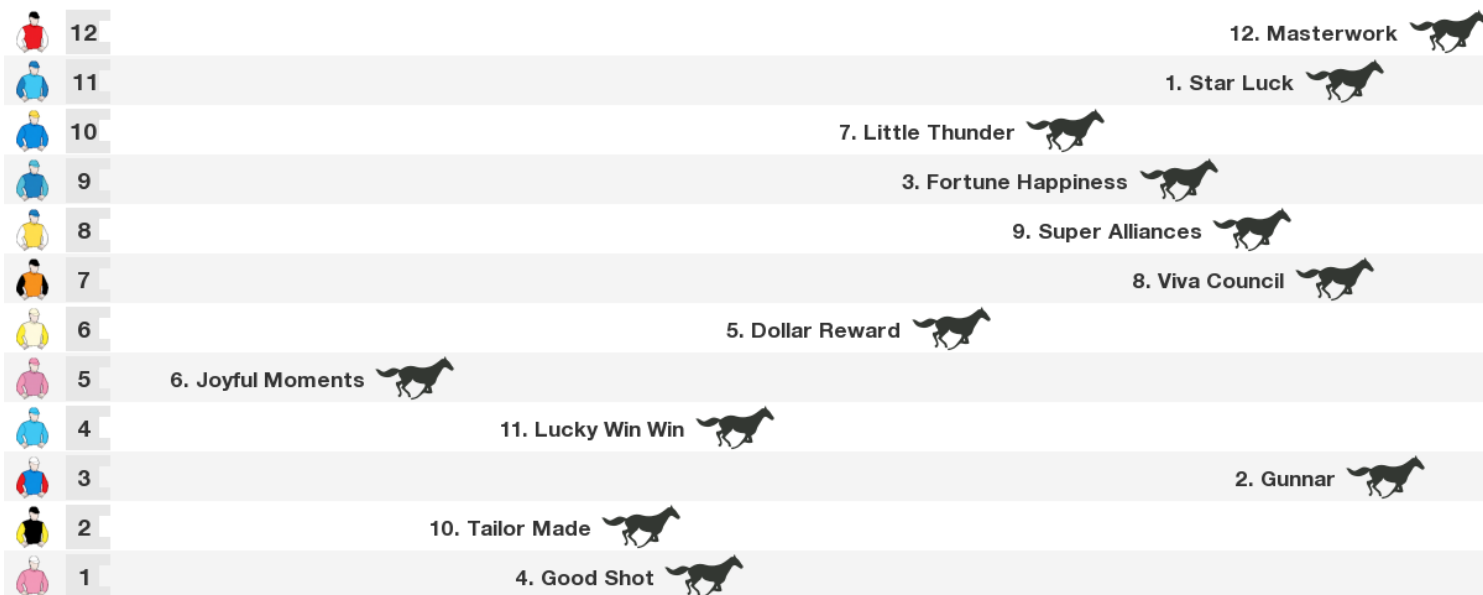 12 12. Masterwork
11 1. Star Luck
10 7. Little Thunder
9 3. Fortune Happiness
8 9. Super Alliances
7 8. Viva Council
6 5. Dollar Reward
5 6. Joyful Moments
4 11. Lucky Win Win
3 2. Gunnar
2 10. Tailor Made
1 4. Good Shot